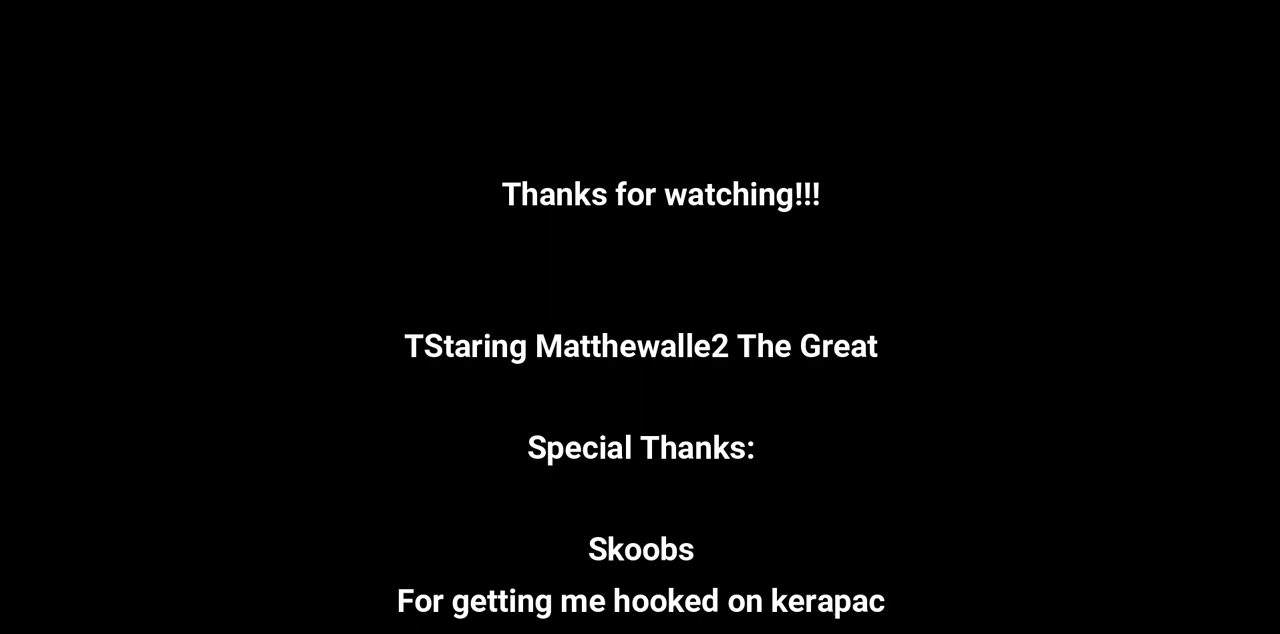 Thanks for watching!!!
TStaring Matthewalle2 The Great
Special Thanks:
Skoobs
For getting me hooked on kerapac